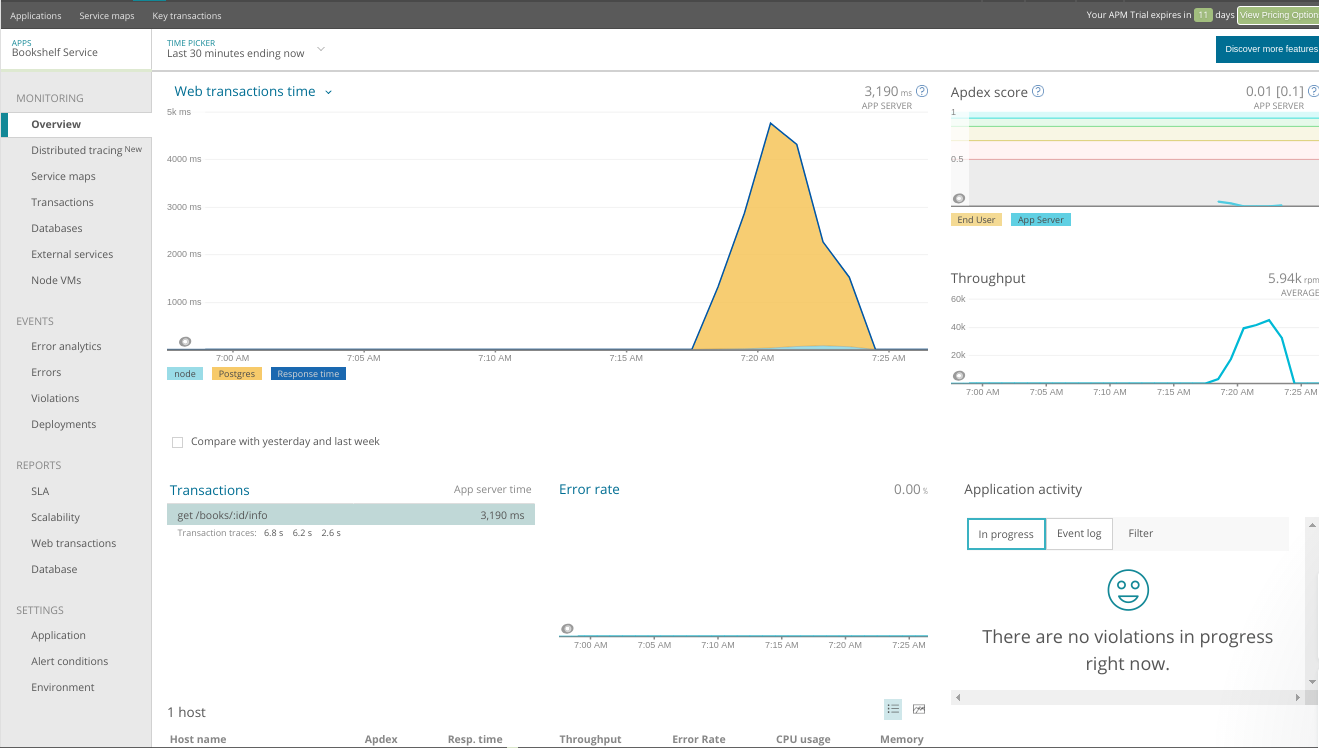 Applications Service maps Key transactions Your APM Trial expires in 11 days View Pricing Option
APPS
Bookshelf Service
TIME PICKER
Last 30 minutes ending now
Discover more features
MONITORING
Overview
Distributed tracing New
Service maps
Transactions
Databases
External services
Node VMs
EVENTS
Error analytics
Errors
Violations
Deployments
REPORTS
SLA
Scalability
Web transactions
Database
SETTINGS
Application
Alert conditions
Environment
Web transactions time 3,190 ms ?
APP SERVER
5k ms
4000 ms
3000 ms
2000 ms
1000 ms
7:00 AM 7:05 AM 7:10 AM 7:15 AM 7:20 AM 7:25 AM
node Postgres Response time
Compare with yesterday and last week
Apdex score ? 0.01 [0.1] ?
APP SERVER
1
0.5
End User App Server
Throughput 5.94k rpm
AVERAGE
60k
40k
20k
7:00 AM 7:05 AM 7:10 AM 7:15 AM 7:20 AM 7:25 AM
Transactions App server time
get /books/:id/info 3,190 ms
Transaction traces: 6.8 s 6.2 s 2.6 s
Error rate 0.00 %
7:00 AM 7:05 AM 7:10 AM 7:15 AM 7:20 AM 7:25 AM
Application activity
In progress Event log Filter
There are no violations in progress
right now.
1 host
Host name Apdex Resp. time Throughput Error Rate CPU usage Memory